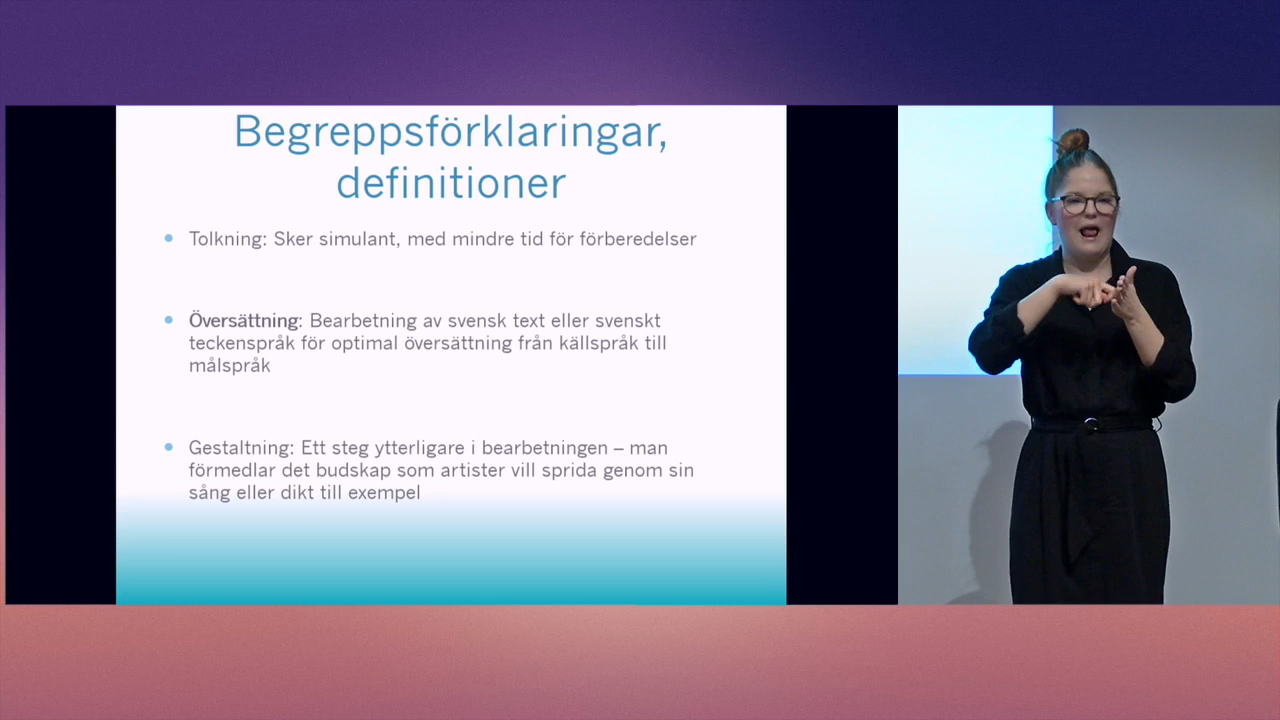 Begreppsförklaringar,
definitioner
Tolkning: Sker simulant, med mindre tid för förberedelser
Översättning: Bearbetning av svensk text eller svenskt
teckenspråk för optimal översättning från källspråk till
målspråk
Gestaltning: Ett steg ytterligare i bearbetningen – man
förmedlar det budskap som artister vill sprida genom sin
sång eller dikt till exempel